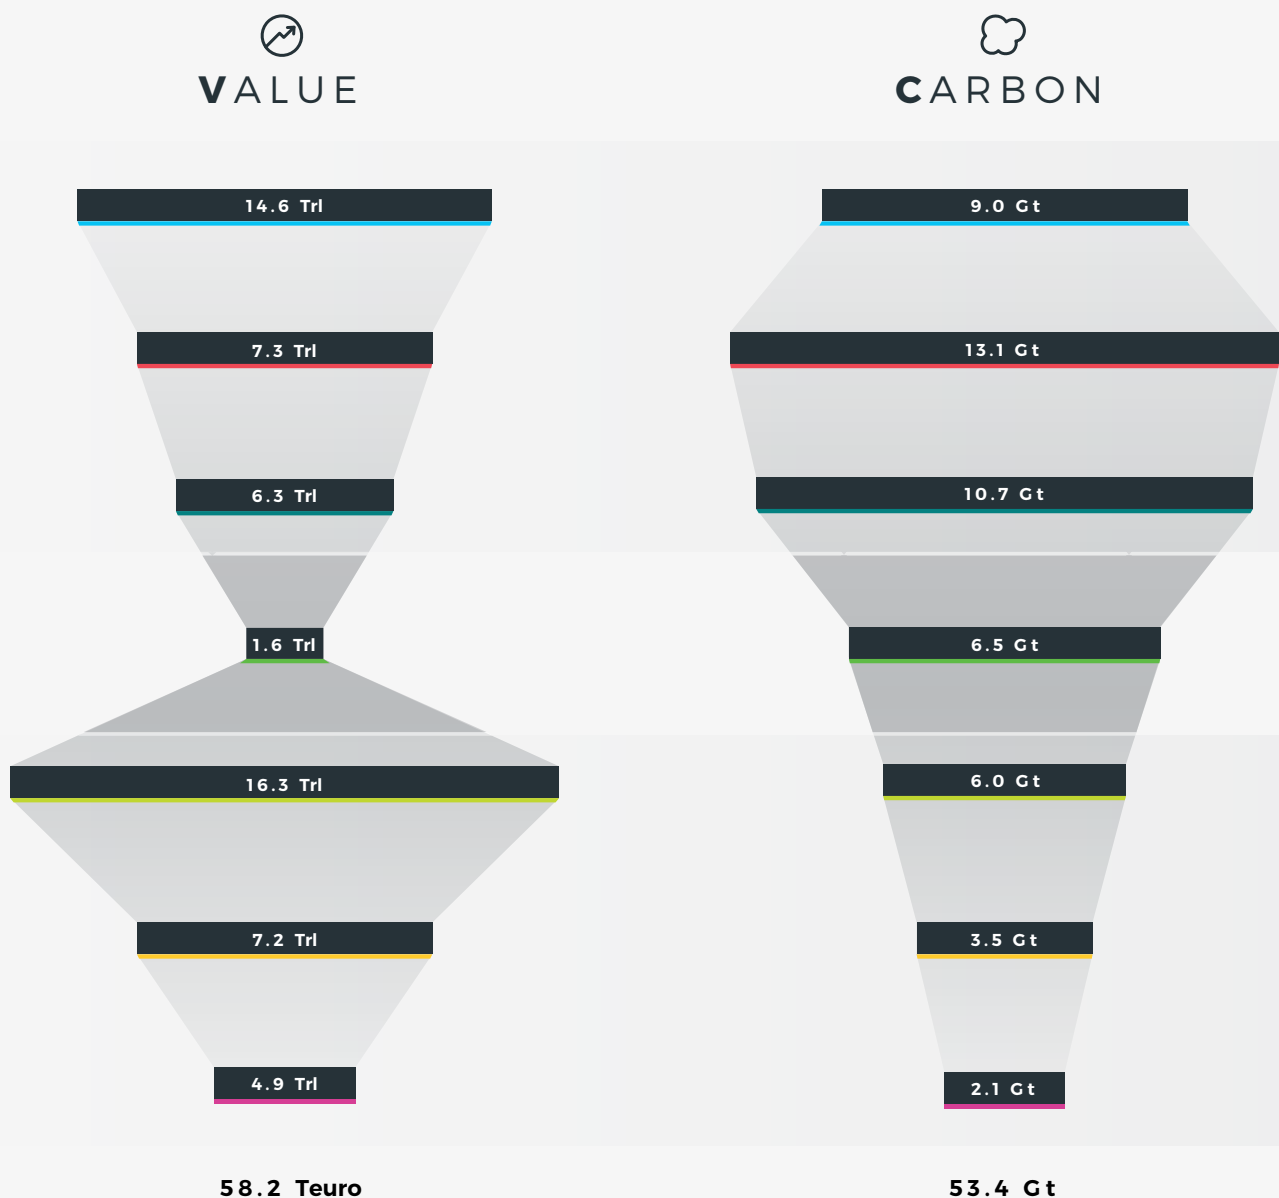 VALUE
CARBON
14.6 Trl
9.0 Gt
7.3 Trl
13.1 Gt
6.3 Trl
10.7 Gt
1.6 Trl
6.5 Gt
16.3 Trl
6.0 Gt
7.2 Trl
3.5 Gt
4.9 Trl
2.1 Gt
58.2 Teuro
53.4 Gt